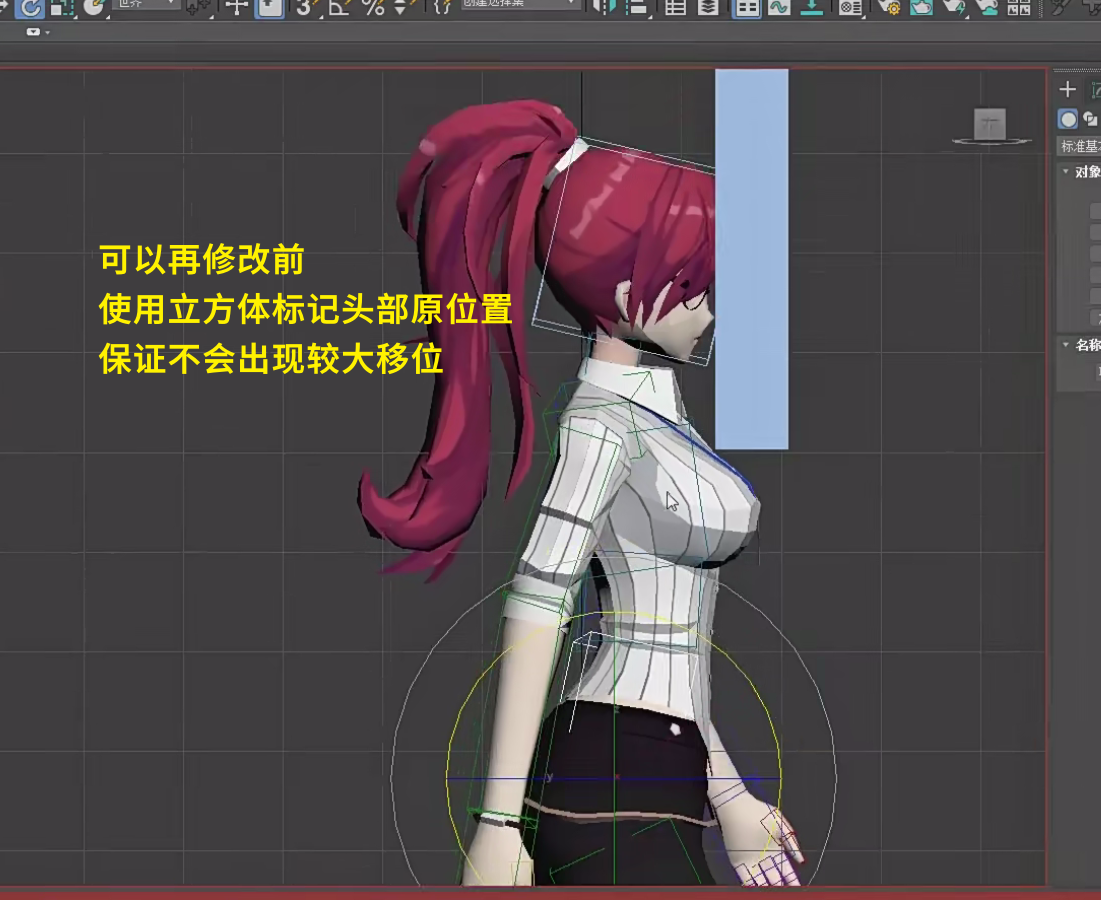 世界
创建选择集
标准基本
对象
可以再修改前
使用立方体标记头部原位置
保证不会出现较大移位
名称
y